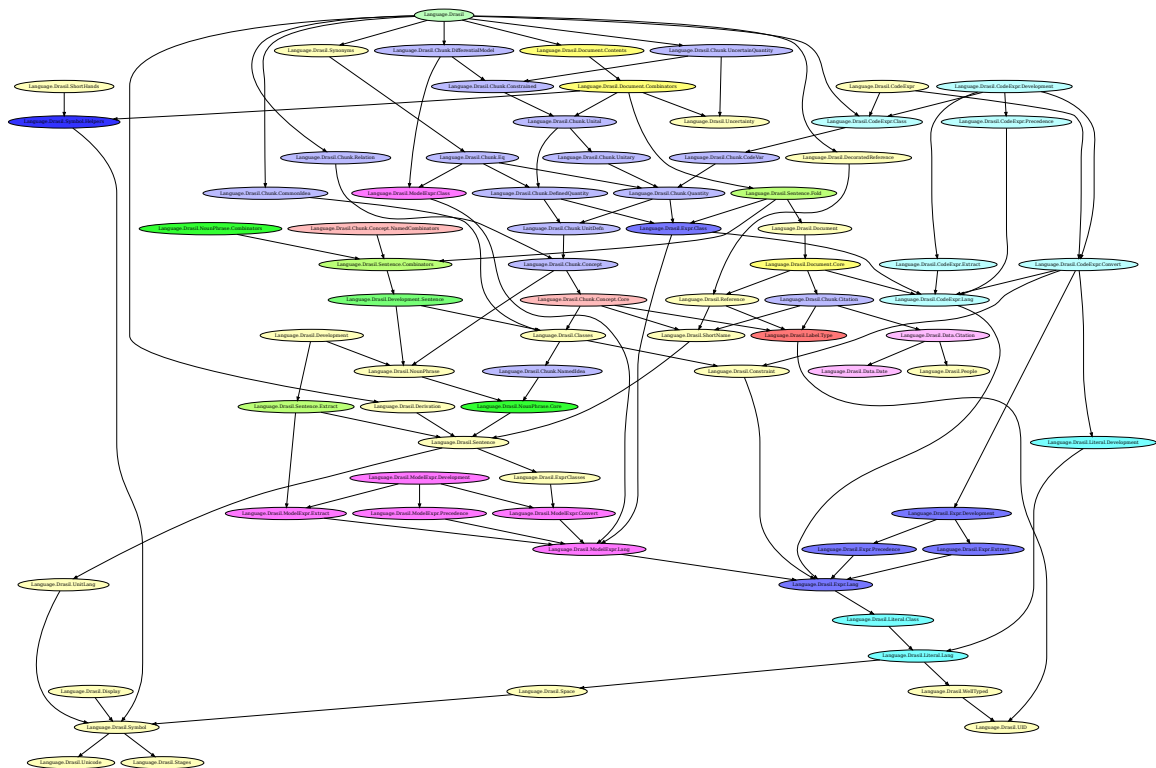 Language.Drasil
Language.Drasil.Synonyms
Language.Drasil.Chunk.DifferentialModel
Language.Drasil.Document.Contents
Language.Drasil.Chunk.UncertainQuantity
Language.Drasil.ShortHands
Language.Drasil.Chunk.Constrained
Language.Drasil.Document.Combinators
Language.Drasil.CodeExpr
Language.Drasil.CodeExpr.Development
Language.Drasil.Symbol.Helpers
Language.Drasil.Chunk.Unital
Language.Drasil.Uncertainty
Language.Drasil.CodeExpr.Class
Language.Drasil.CodeExpr.Precedence
Language.Drasil.Chunk.Relation
Language.Drasil.Chunk.Eq
Language.Drasil.Chunk.Unitary
Language.Drasil.Chunk.CodeVar
Language.Drasil.DecoratedReference
Language.Drasil.Chunk.CommonIdea
Language.Drasil.ModelExpr.Class
Language.Drasil.Chunk.DefinedQuantity
Language.Drasil.Chunk.Quantity
Language.Drasil.Sentence.Fold
Language.Drasil.NounPhrase.Combinators
Language.Drasil.Chunk.Concept.NamedCombinators
Language.Drasil.Chunk.UnitDefn
Language.Drasil.Expr.Class
Language.Drasil.Document
Language.Drasil.Sentence.Combinators
Language.Drasil.Chunk.Concept
Language.Drasil.Document.Core
Language.Drasil.CodeExpr.Extract
Language.Drasil.CodeExpr.Convert
Language.Drasil.Development.Sentence
Language.Drasil.Chunk.Concept.Core
Language.Drasil.Reference
Language.Drasil.Chunk.Citation
Language.Drasil.CodeExpr.Lang
Language.Drasil.Development
Language.Drasil.Classes
Language.Drasil.ShortName
Language.Drasil.Label.Type
Language.Drasil.Data.Citation
Language.Drasil.NounPhrase
Language.Drasil.Chunk.NamedIdea
Language.Drasil.Constraint
Language.Drasil.Data.Date
Language.Drasil.People
Language.Drasil.Sentence.Extract
Language.Drasil.Derivation
Language.Drasil.NounPhrase.Core
Language.Drasil.Sentence
Language.Drasil.Literal.Development
Language.Drasil.ModelExpr.Development
Language.Drasil.ExprClasses
Language.Drasil.ModelExpr.Extract
Language.Drasil.ModelExpr.Precedence
Language.Drasil.ModelExpr.Convert
Language.Drasil.Expr.Development
Language.Drasil.ModelExpr.Lang
Language.Drasil.Expr.Precedence
Language.Drasil.Expr.Extract
Language.Drasil.UnitLang
Language.Drasil.Expr.Lang
Language.Drasil.Literal.Class
Language.Drasil.Literal.Lang
Language.Drasil.Display
Language.Drasil.Space
Language.Drasil.WellTyped
Language.Drasil.Symbol
Language.Drasil.UID
Language.Drasil.Unicode
Language.Drasil.Stages